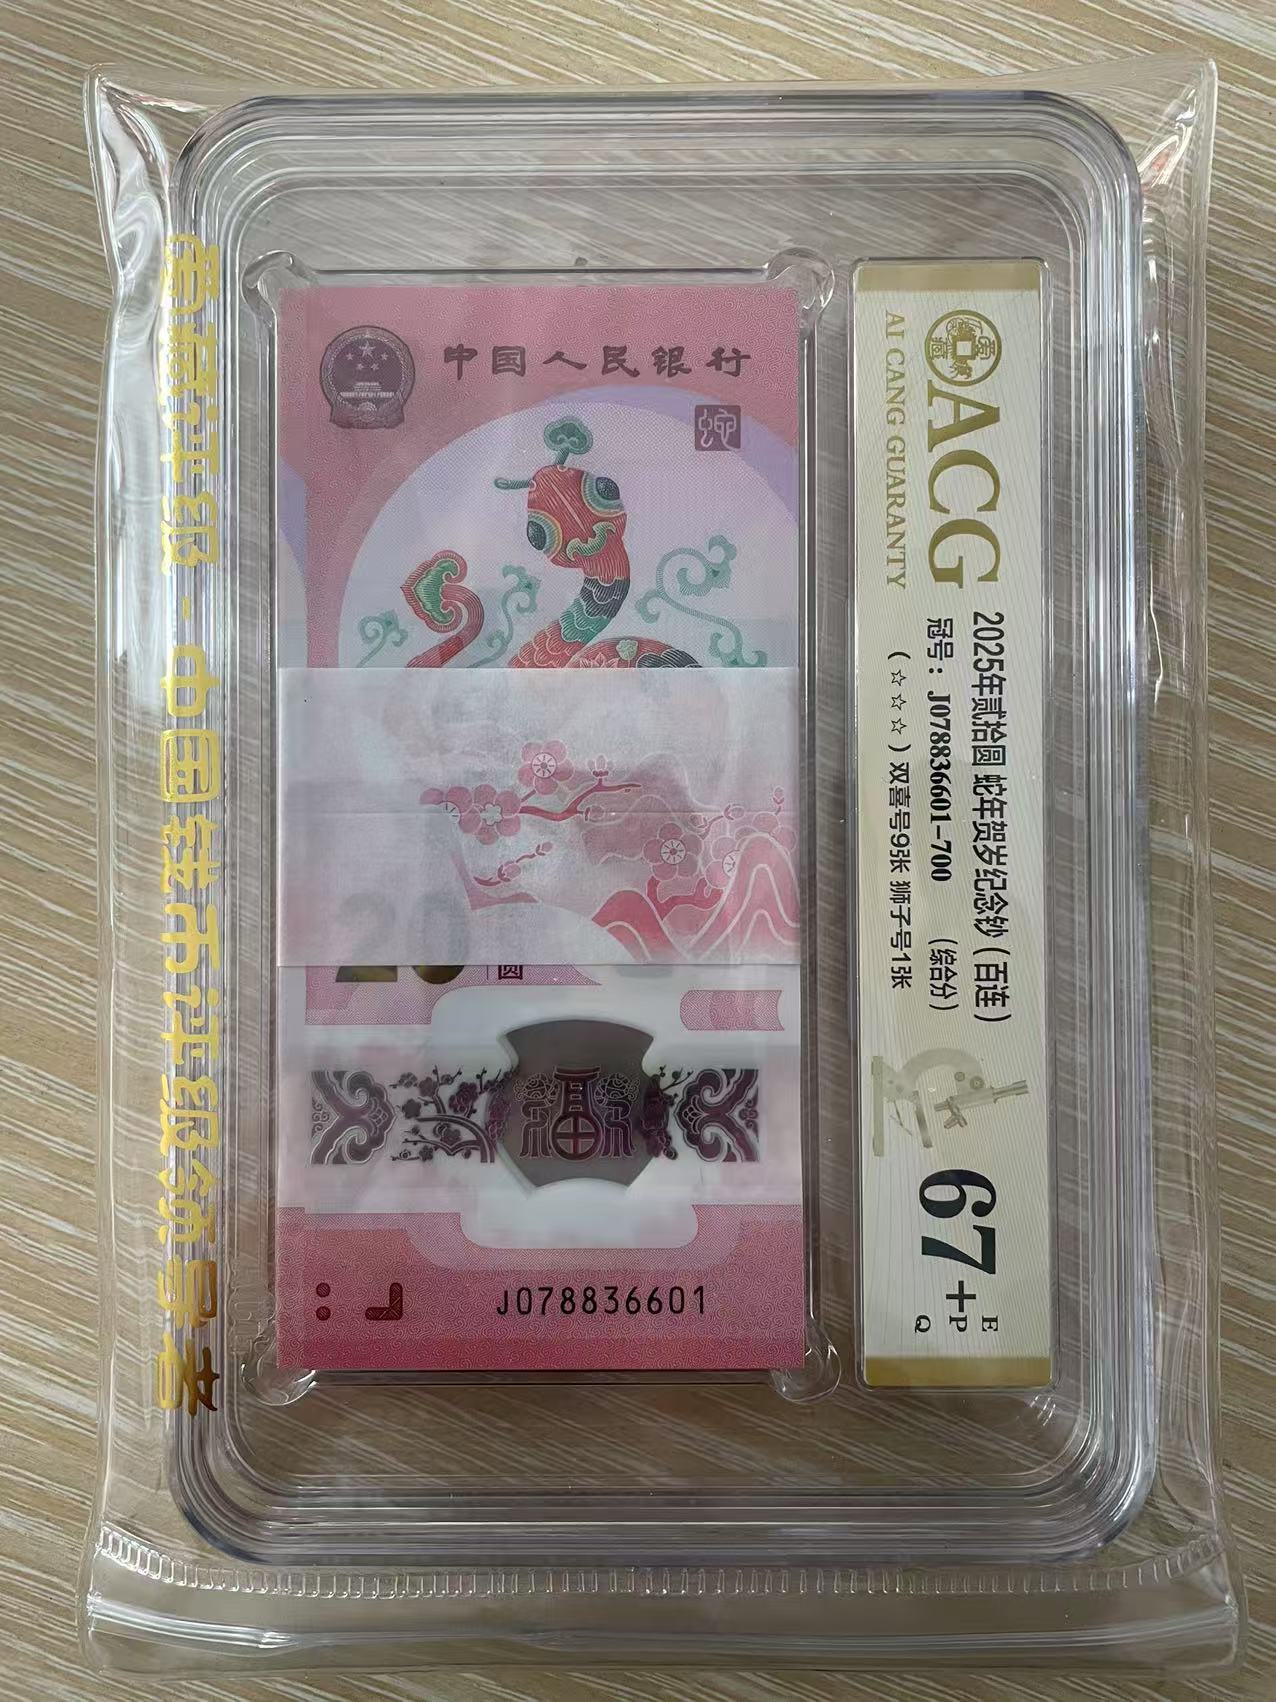 爱藏评级-中国钱币评级领导者
中国人民银行
蛇
20
圆
福
J078836601
ACG
AI CANG GUARANTY
2025年贰拾圆 蛇年贺岁纪念钞（百连）
冠号：J078836601-700 （综合分）
（☆☆☆）双喜号9张 狮子号1张
67+
E
P
Q